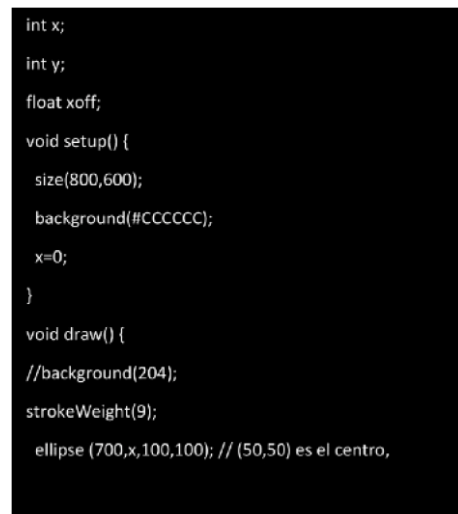 int x;
int y;
float xoff;
void setup() {
size(800,600);
background(#CCCCCC);
x=0;
}
void draw() {
//background(204);
strokeWeight(9);
ellipse (700,x,100,100); // (50,50) es el centro,